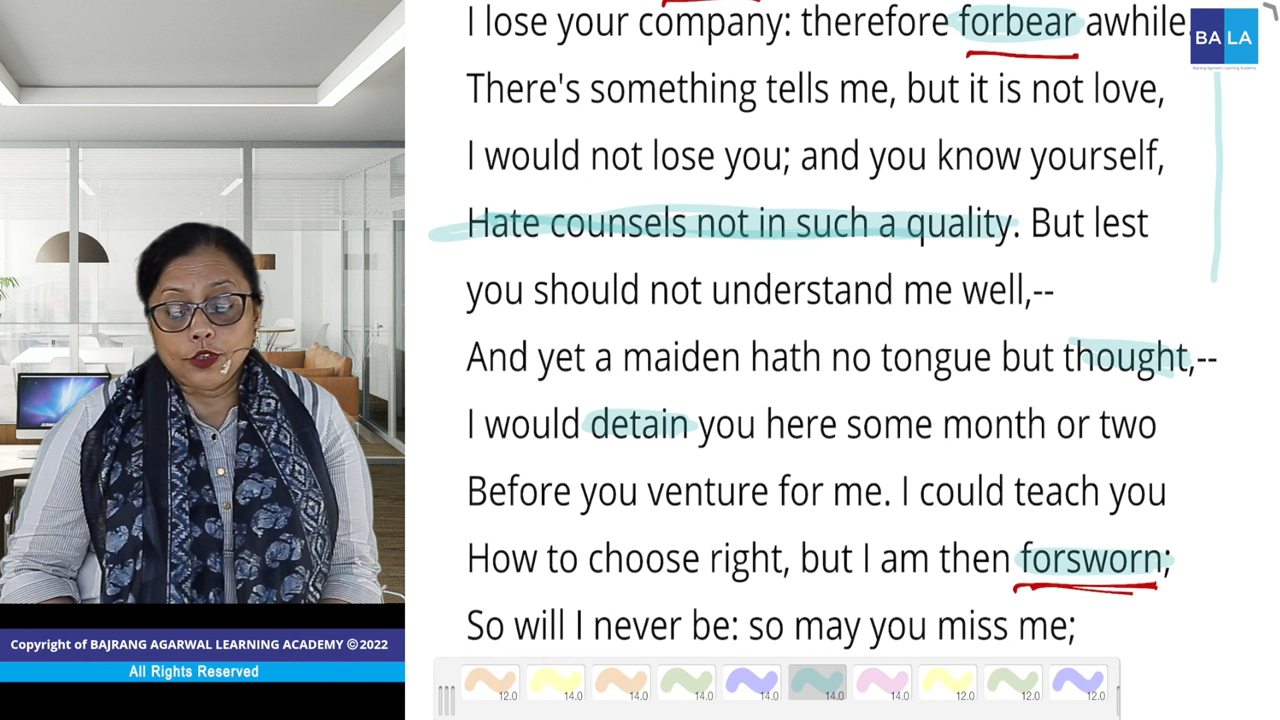 I lose your company: therefore forbear awhile.
BALA
There's something tells me, but it is not love,
I would not lose you; and you know yourself,
Hate counsels not in such a quality. But lest
you should not understand me well,--
And yet a maiden hath no tongue but thought,--
I would detain you here some month or two
Before you venture for me. I could teach you
How to choose right, but I am then forsworn;
So will I never be: so may you miss me;
Copyright of BAJRANG AGARWAL LEARNING ACADEMY ©2022
All Rights Reserved
12.0 14.0 14.0 14.0 14.0 14.0 14.0 12.0 12.0 12.0